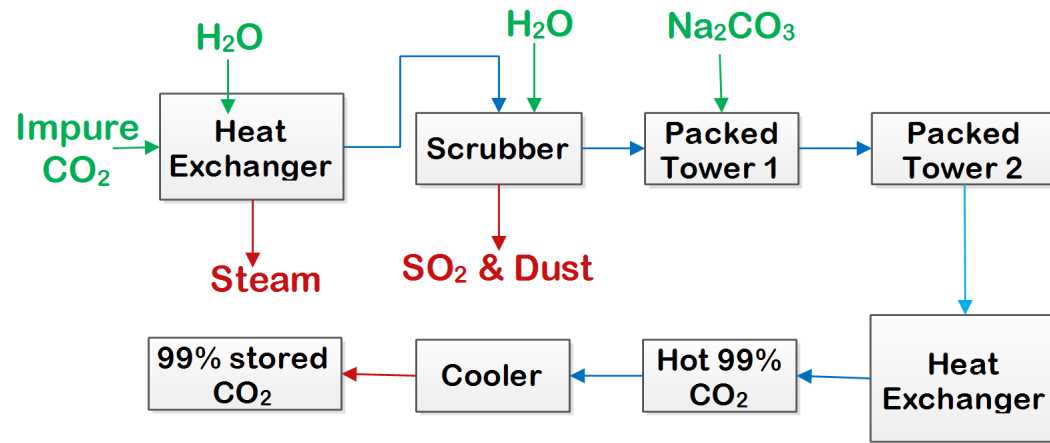 H₂O
H₂O
Na₂CO₃
Impure
CO₂
Heat
Exchanger
Scrubber
Packed
Tower 1
Packed
Tower 2
Steam
SO₂ & Dust
99% stored
CO₂
Cooler
Hot 99%
CO₂
Heat
Exchanger